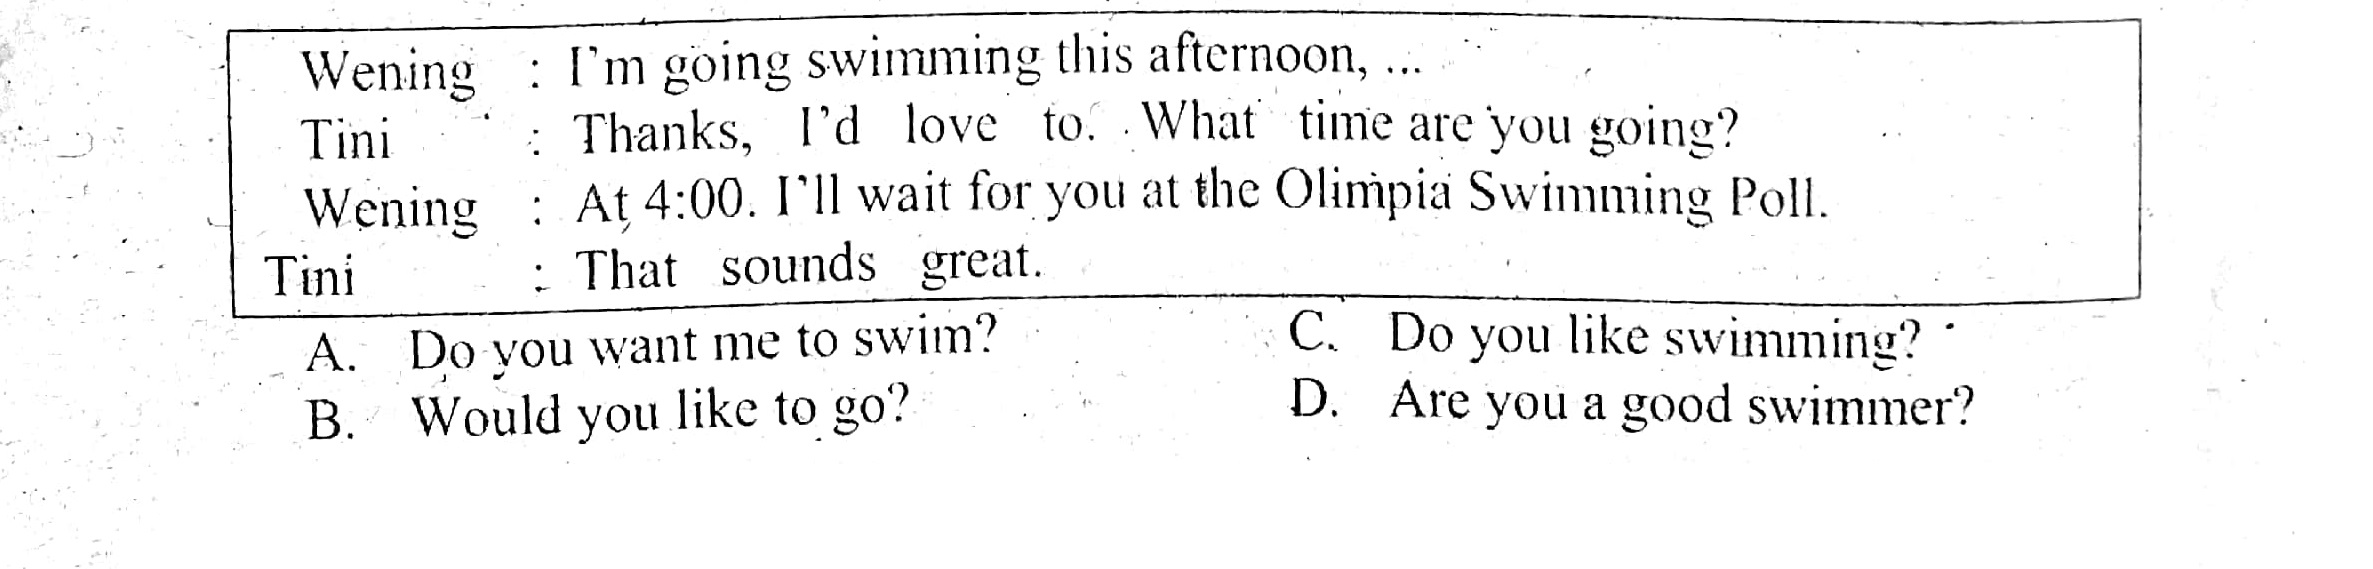 Wening : I'm going swimming this afternoon, ...
Tini : Thanks, I'd love to. What time are you going?
Wening : At 4:00. I'll wait for you at the Olimpia Swimming Poll.
Tini : That sounds great.
A. Do you want me to swim?
B. Would you like to go?
C. Do you like swimming?
D. Are you a good swimmer?